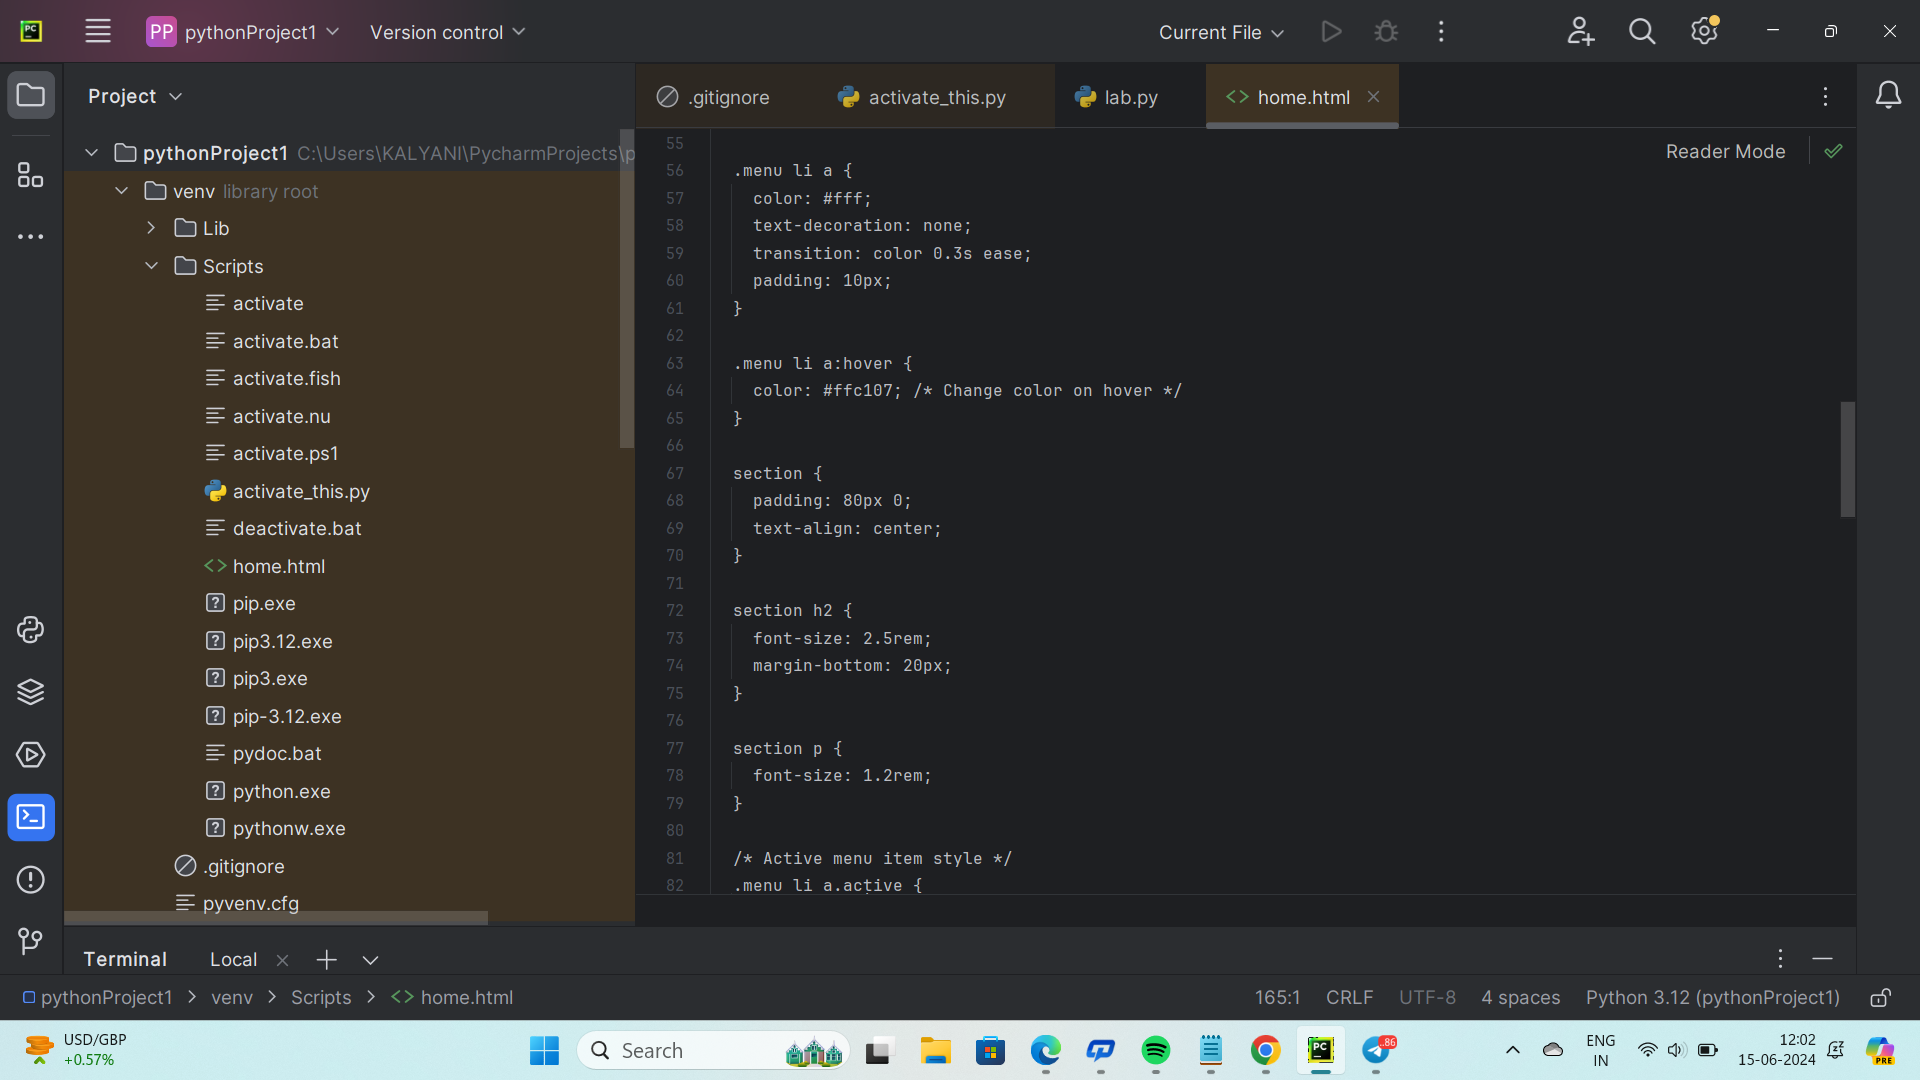 PC PP pythonProject1 Version control Current File
Project
.gitignore activate_this.py lab.py home.html
Reader Mode
pythonProject1 C:\Users\KALYANI\PycharmProjects\p
venv library root
Lib
Scripts
activate
activate.bat
activate.fish
activate.nu
activate.ps1
activate_this.py
deactivate.bat
home.html
pip.exe
pip3.12.exe
pip3.exe
pip-3.12.exe
pydoc.bat
python.exe
pythonw.exe
.gitignore
pyvenv.cfg
55
56 .menu li a {
57 color: #fff;
58 text-decoration: none;
59 transition: color 0.3s ease;
60 padding: 10px;
61 }
62
63 .menu li a:hover {
64 color: #ffc107; /* Change color on hover */
65 }
66
67 section {
68 padding: 80px 0;
69 text-align: center;
70 }
71
72 section h2 {
73 font-size: 2.5rem;
74 margin-bottom: 20px;
75 }
76
77 section p {
78 font-size: 1.2rem;
79 }
80
81 /* Active menu item style */
82 .menu li a.active {
Terminal Local
pythonProject1 > venv > Scripts > home.html 165:1 CRLF UTF-8 4 spaces Python 3.12 (pythonProject1)
USD/GBP
+0.57%
Search
PC
..86
ENG
IN
12:02
15-06-2024
PRE